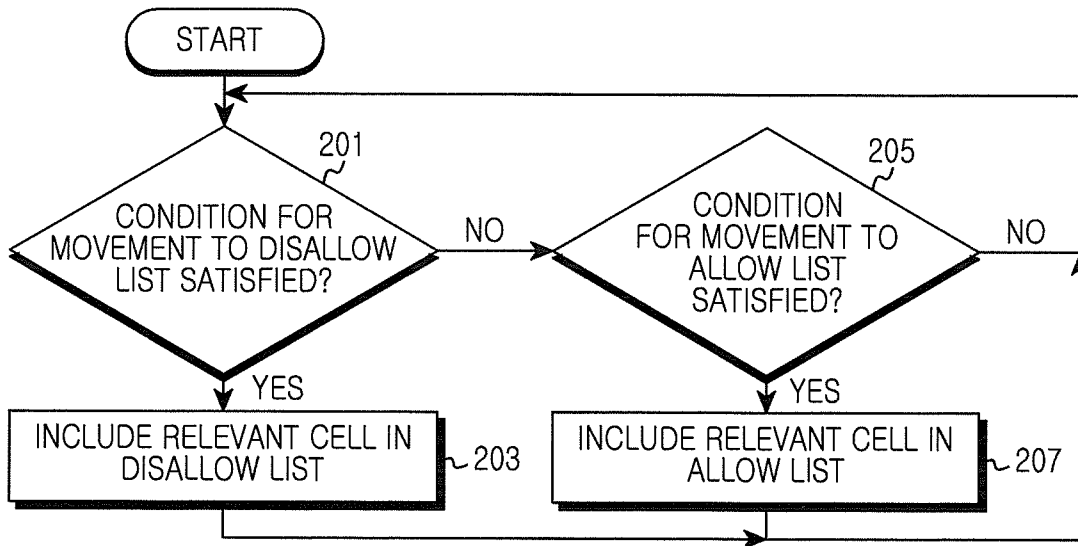 START
201
CONDITION FOR
MOVEMENT TO DISALLOW
LIST SATISFIED?
NO
205
CONDITION
FOR MOVEMENT TO
ALLOW LIST
SATISFIED?
NO
YES
YES
INCLUDE RELEVANT CELL IN
DISALLOW LIST
203
INCLUDE RELEVANT CELL IN
ALLOW LIST
207